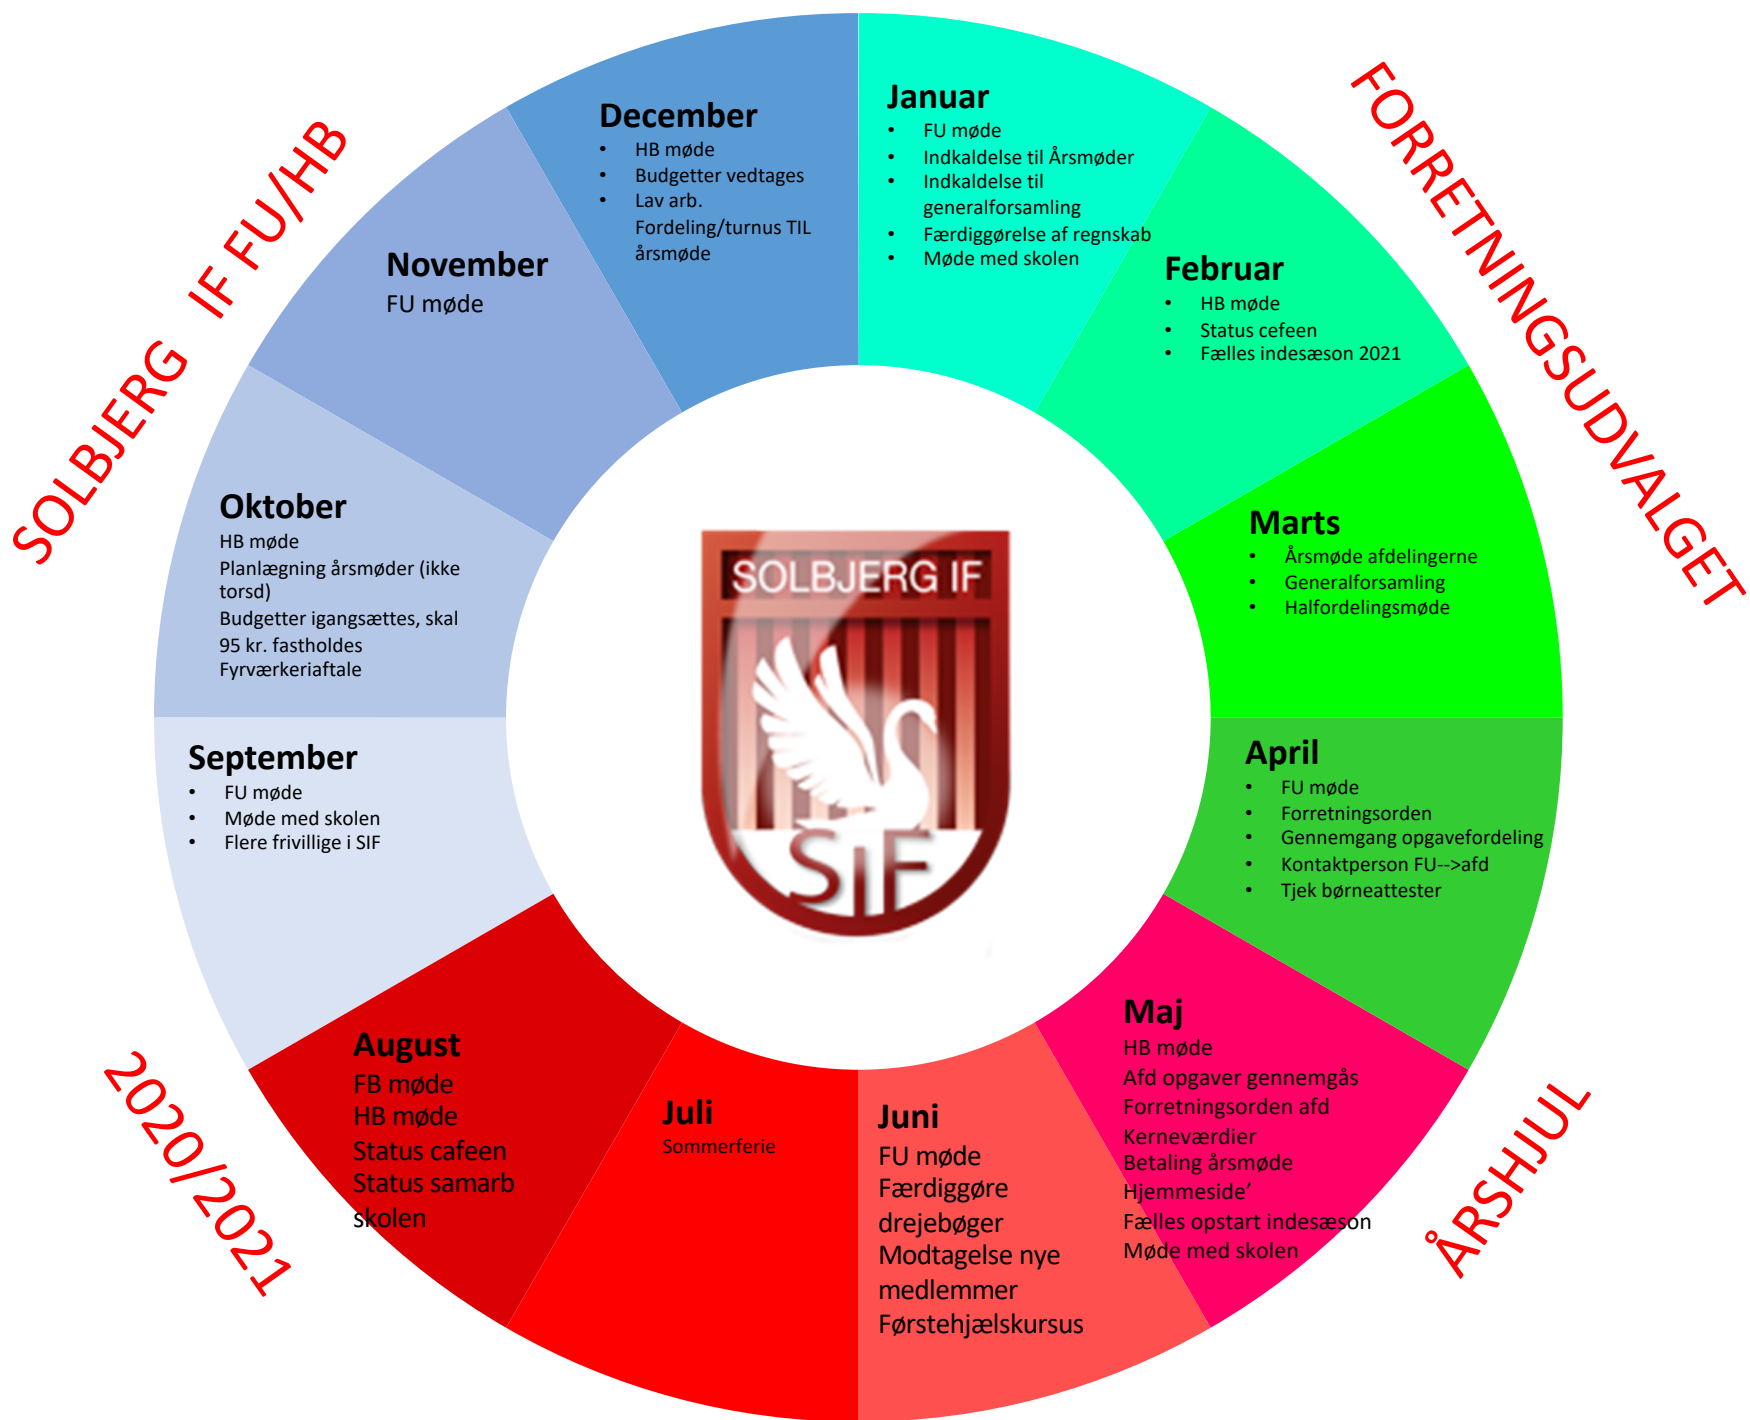 SOLBJERG IF FU/HB
FORRETNINGSUDVALGET
ÅRSHJUL
2020/2021
Januar
• FU møde
• Indkaldelse til Årsmøder
• Indkaldelse til
generalforsamling
• Færdiggørelse af regnskab
• Møde med skolen
Februar
• HB møde
• Status cefeen
• Fælles indesæson 2021
Marts
• Årsmøde afdelingerne
• Generalforsamling
• Halfordelingsmøde
April
• FU møde
• Forretningsorden
• Gennemgang opgavefordeling
• Kontaktperson FU-->afd
• Tjek børneattester
Maj
HB møde
Afd opgaver gennemgås
Forretningsorden afd
Kerneværdier
Betaling årsmøde
Hjemmeside’
Fælles opstart indesæson
Møde med skolen
Juni
FU møde
Færdiggøre
drejebøger
Modtagelse nye
medlemmer
Førstehjælskursus
Juli
Sommerferie
August
FB møde
HB møde
Status cafeen
Status samarb
skolen
September
• FU møde
• Møde med skolen
• Flere frivillige i SIF
Oktober
HB møde
Planlægning årsmøder (ikke
torsd)
Budgetter igangsættes, skal
95 kr. fastholdes
Fyrværkeriaftale
November
FU møde
December
• HB møde
• Budgetter vedtages
• Lav arb.
Fordeling/turnus TIL
årsmøde
SOLBJERG IF
SIF